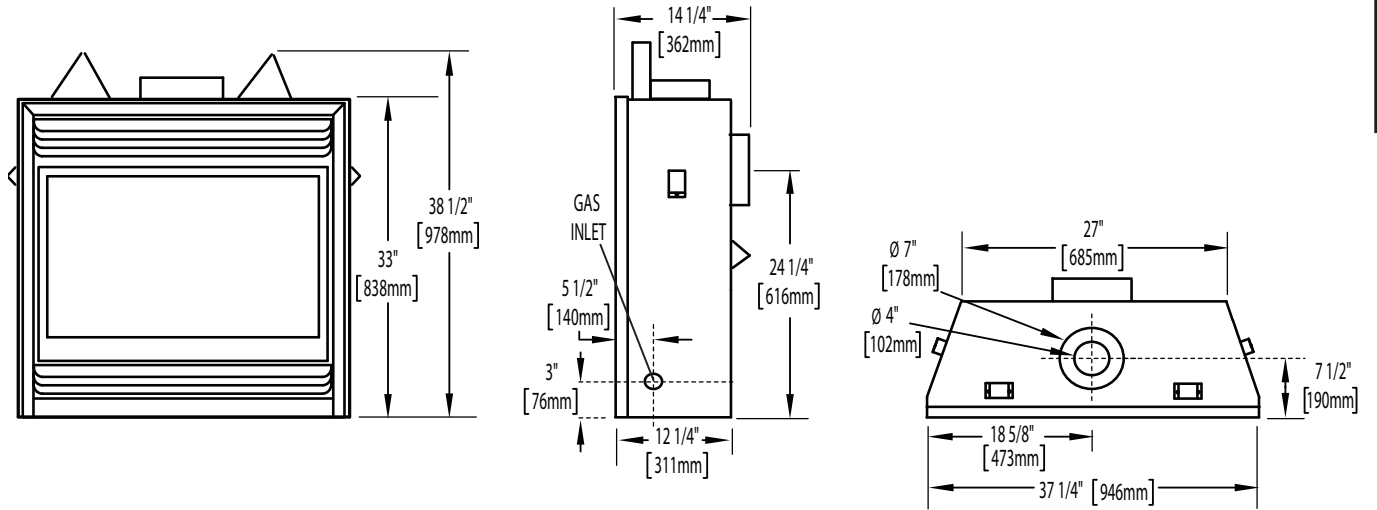 38 1/2"
[978mm]
33"
[838mm]
14 1/4"
[362mm]
GAS
INLET
5 1/2"
[140mm]
3"
[76mm]
24 1/4"
[616mm]
12 1/4"
[311mm]
27"
[685mm]
Ø 7"
[178mm]
Ø 4"
[102mm]
7 1/2"
[190mm]
18 5/8"
[473mm]
37 1/4" [946mm]